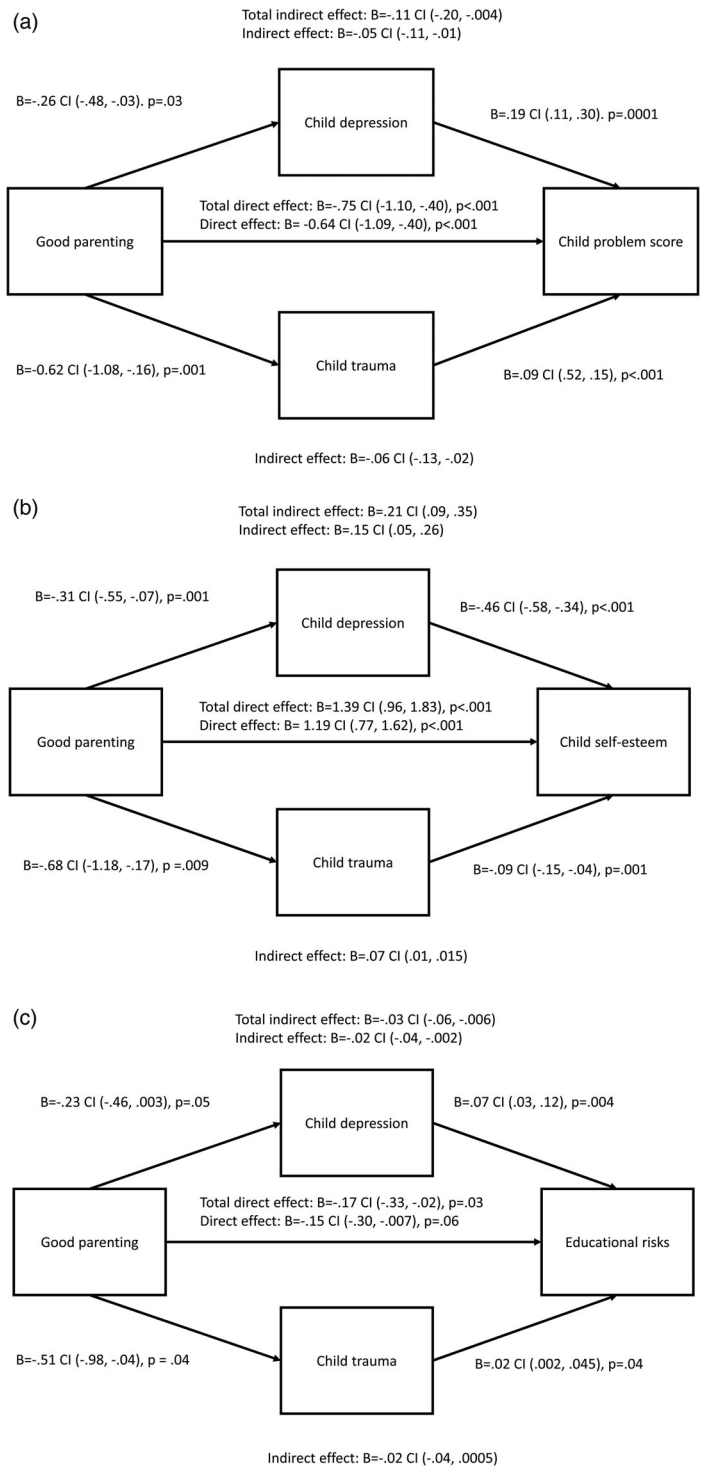 (a)
Total indirect effect: B=-.11 CI (-.20, -.004)
Indirect effect: B=-.05 CI (-.11, -.01)
B=-.26 CI (-.48, -.03). p=.03
Child depression
B=.19 CI (.11, .30). p=.0001
Good parenting
Total direct effect: B=-.75 CI (-1.10, -.40), p<.001
Direct effect: B= -0.64 CI (-1.09, -.40), p<.001
Child problem score
B=-0.62 CI (-1.08, -.16), p=.001
Child trauma
B=.09 CI (.52, .15), p<.001
Indirect effect: B=-.06 CI (-.13, -.02)
(b)
Total indirect effect: B=.21 CI (.09, .35)
Indirect effect: B=.15 CI (.05, .26)
B=-.31 CI (-.55, -.07), p=.001
Child depression
B=-.46 CI (-.58, -.34), p<.001
Good parenting
Total direct effect: B=1.39 CI (.96, 1.83), p<.001
Direct effect: B= 1.19 CI (.77, 1.62), p<.001
Child self-esteem
B=-.68 CI (-1.18, -.17), p =.009
Child trauma
B=-.09 CI (-.15, -.04), p=.001
Indirect effect: B=.07 CI (.01, .015)
(c)
Total indirect effect: B=-.03 CI (-.06, -.006)
Indirect effect: B=-.02 CI (-.04, -.002)
B=-.23 CI (-.46, .003), p=.05
Child depression
B=.07 CI (.03, .12), p=.004
Good parenting
Total direct effect: B=-.17 CI (-.33, -.02), p=.03
Direct effect: B=-.15 CI (-.30, -.007), p=.06
Educational risks
B=-.51 CI (-.98, -.04), p = .04
Child trauma
B=.02 CI (.002, .045), p=.04
Indirect effect: B=-.02 CI (-.04, .0005)